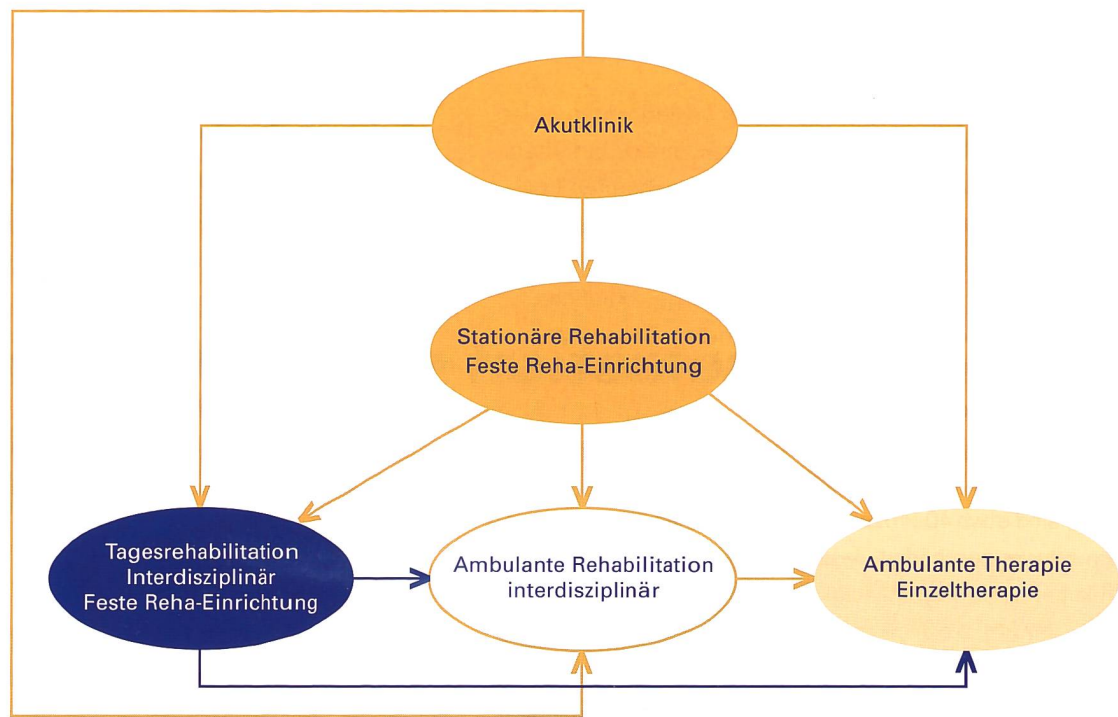 Akutklinik
Stationäre Rehabilitation
Feste Reha-Einrichtung
Tagesrehabilitation
Interdisziplinär
Feste Reha-Einrichtung
Ambulante Rehabilitation
interdisziplinär
Ambulante Therapie
Einzeltherapie